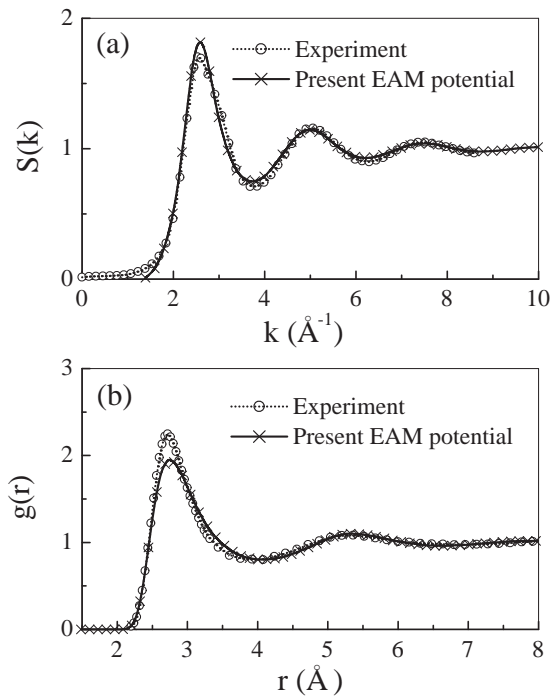 2
(a)
Experiment
Present EAM potential
S(k)
1
0
0 2 4 6 8 10
k (Å-1)
3
(b)
Experiment
Present EAM potential
2
g(r)
1
0
2 3 4 5 6 7 8
r (Å)